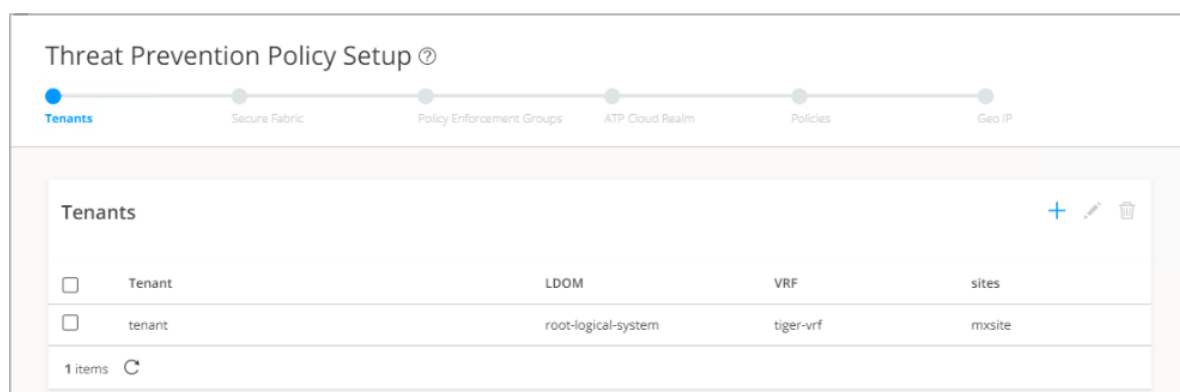 Threat Prevention Policy Setup ?
Tenants Secure Fabric Policy Enforcement Groups ATP Cloud Realm Policies Geo IP
Tenants
Tenant LDOM VRF sites
tenant root-logical-system tiger-vrf mxsite
1 items